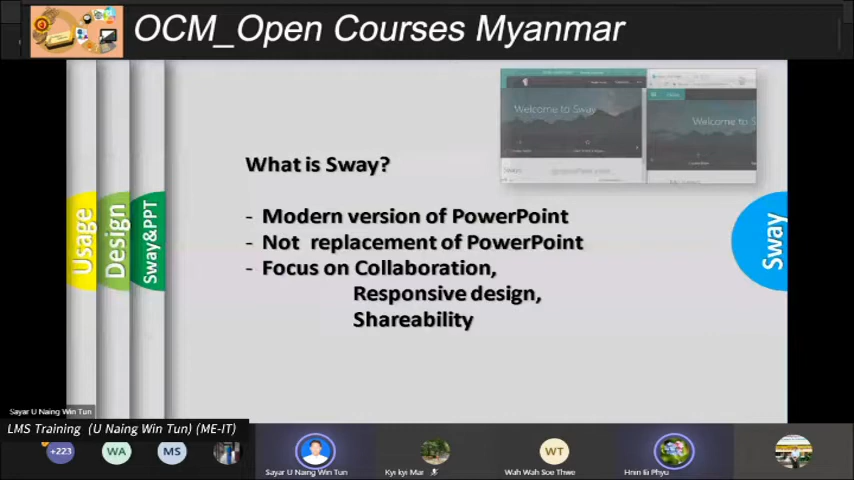 OCM_Open Courses Myanmar
Welcome to Sway
Welcome to Sway
What is Sway?
- Modern version of PowerPoint
- Not replacement of PowerPoint
- Focus on Collaboration,
Responsive design,
Shareability
Usage
Design
Sway&PPT
Sway
Sayar U Naing Win Tun
LMS Training (U Naing Win Tun) (ME-IT)
+223
WA
MS
WT
Sayar U Naing Win Tun
Kyi kyi Mar
Wah Wah Soe Thwe
Hnin Ei Phyu